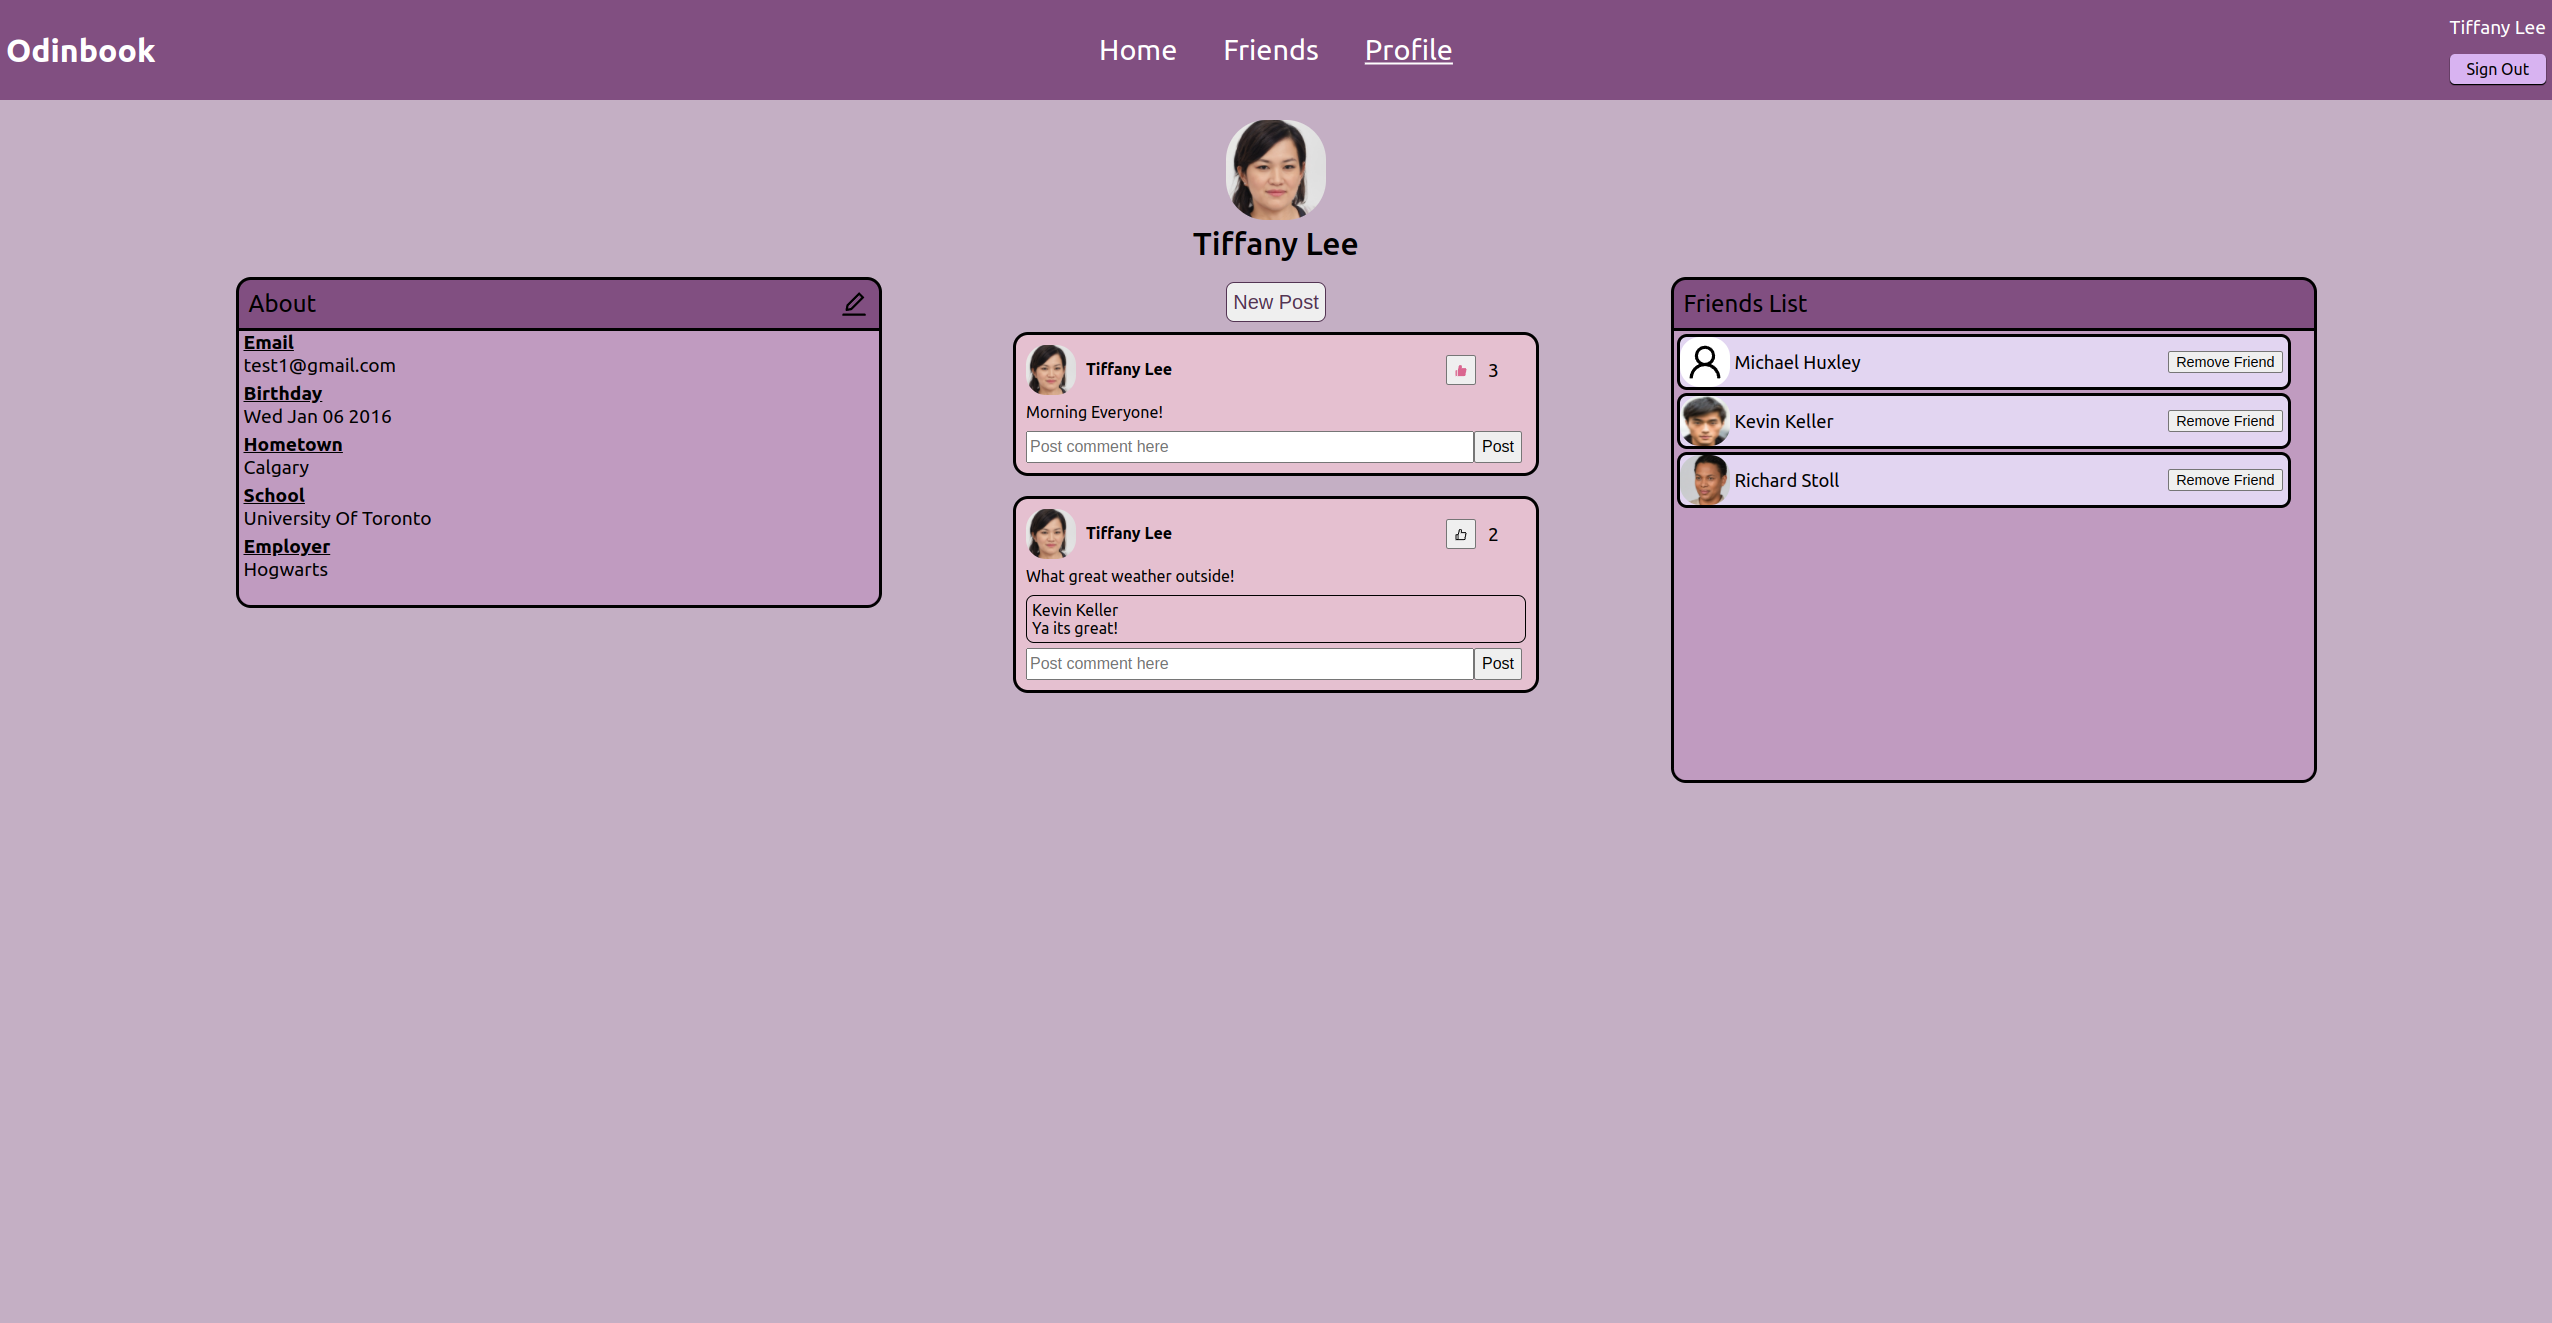 Odinbook
Home Friends Profile
Tiffany Lee
Sign Out
Tiffany Lee
About
Email
test1@gmail.com
Birthday
Wed Jan 06 2016
Hometown
Calgary
School
University Of Toronto
Employer
Hogwarts
New Post
Tiffany Lee 3
Morning Everyone!
Post comment here Post
Tiffany Lee 2
What great weather outside!
Kevin Keller
Ya its great!
Post comment here Post
Friends List
Michael Huxley Remove Friend
Kevin Keller Remove Friend
Richard Stoll Remove Friend